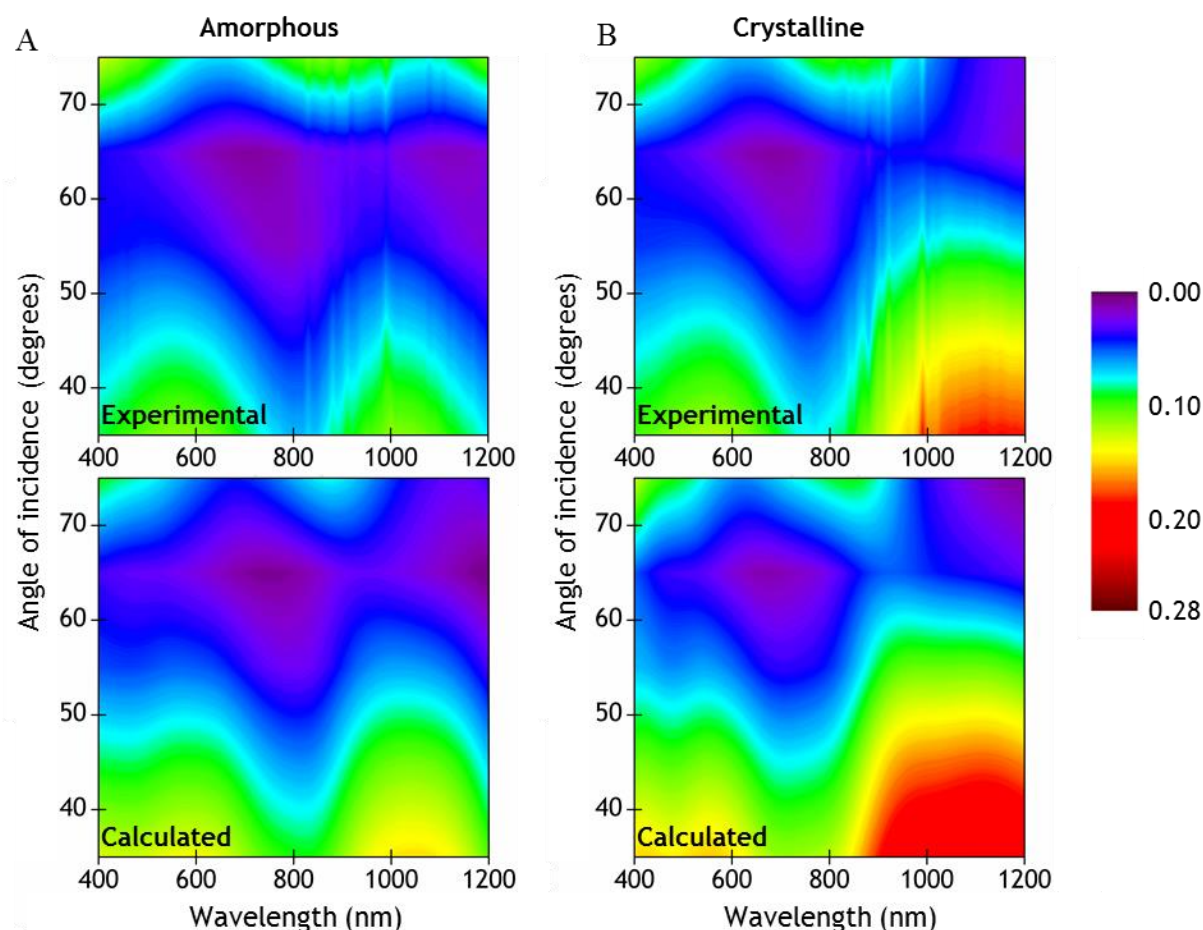 A
Amorphous
B
Crystalline
Angle of incidence (degrees)
70
60
50
40
Experimental
400 600 800 1000 1200
Angle of incidence (degrees)
70
60
50
40
Experimental
400 600 800 1000 1200
0.00
0.10
0.20
0.28
70
60
50
40
Calculated
400 600 800 1000 1200
Wavelength (nm)
70
60
50
40
Calculated
400 600 800 1000 1200
Wavelength (nm)